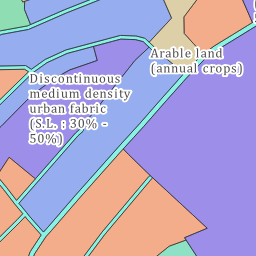 Arable land
(annual crops)
Discontinuous
medium density
urban fabric
(S.L. : 30% -
50%)